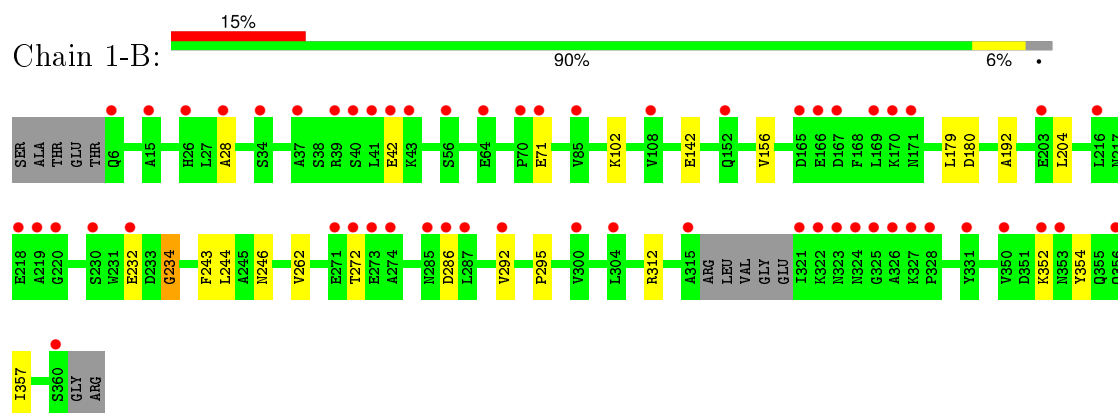 15%
Chain 1-B:
90% 6% •
SER ALA THR GLU THR Q6 A15 H26 L27 A28 S34 A37 S38 R39 S40 L41 E42 K43 S56 E64 P70 E71 V85 K102 V108 E142 Q152 V156 D165 E166 D167 F168 L169 K170 N171 L179 D180 A192 E203 L204 L216 N217
E218 A219 G220 S230 W231 E232 D233 G234 F243 L244 A245 N246 V262 E271 T272 E273 A274 N285 D286 L287 V292 P295 V300 L304 R312 A315 ARG LEU VAL GLY GLU I321 K322 N323 N324 G325 A326 K327 P328 Y331 V350 D351 K352 N353 Y354 Q355 Q356
I357 S360 GLY ARG